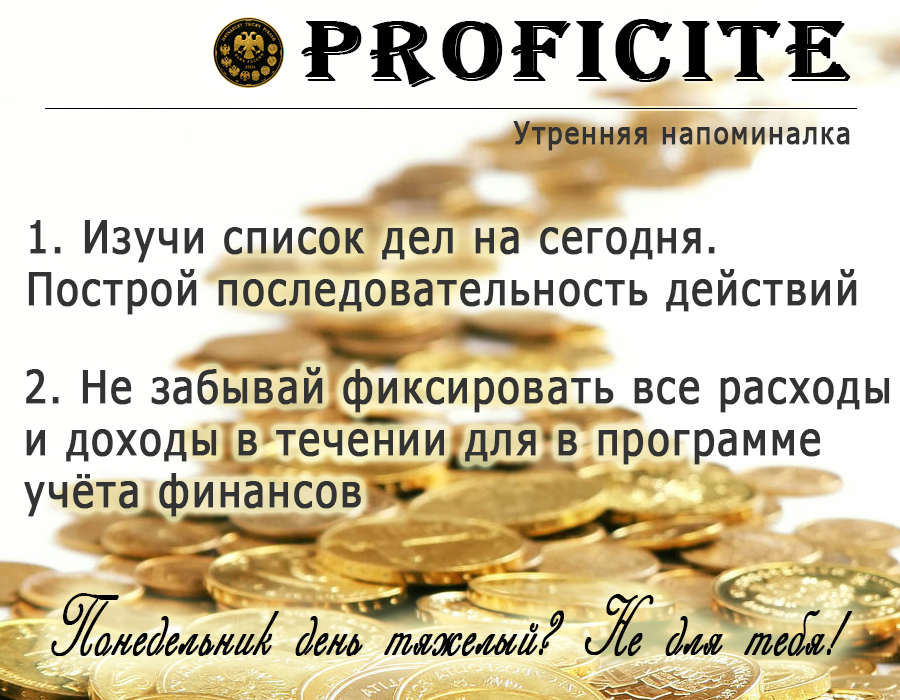 PROFICITE
Утренняя напоминалка
1. Изучи список дел на сегодня.
Построй последовательность действий
2. Не забывай фиксировать все расходы
и доходы в течении для в программе
учёта финансов
Понедельник день тяжелый? Не для тебя!